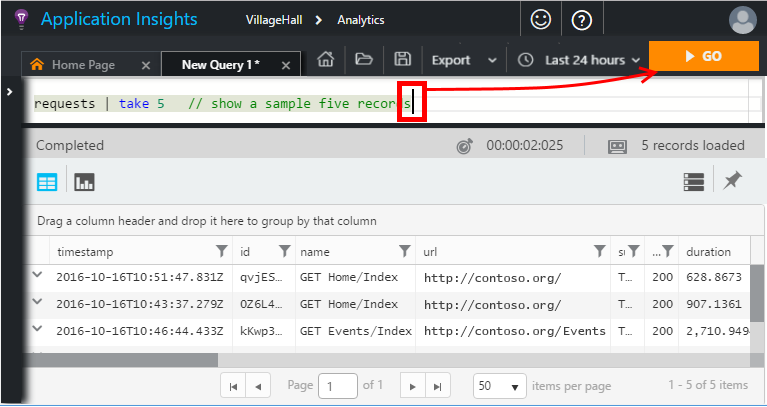 Application Insights VillageHall > Analytics
Home Page × New Query 1* × Export Last 24 hours GO
requests | take 5 // show a sample five records
Completed 00:00:02:025 5 records loaded
Drag a column header and drop it here to group by that column
timestamp id name url su ... duration
2016-10-16T10:51:47.831Z qvjES... GET Home/Index http://contoso.org/ T... 200 628.8673
2016-10-16T10:43:37.279Z OZ6L4... GET Home/Index http://contoso.org/ T... 200 907.1361
2016-10-16T10:46:44.433Z kKwp3... GET Events/Index http://contoso.org/Events T... 200 2,710.949
Page 1 of 1 50 items per page 1 - 5 of 5 items